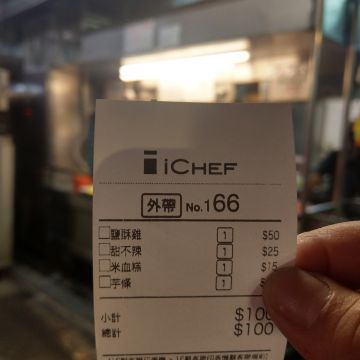 iCHEF
外帶 No.166
鹽酥雞 1 $50
甜不辣 1 $25
米血糕 1 $15
芋條 1
小計 $100
總計 $100